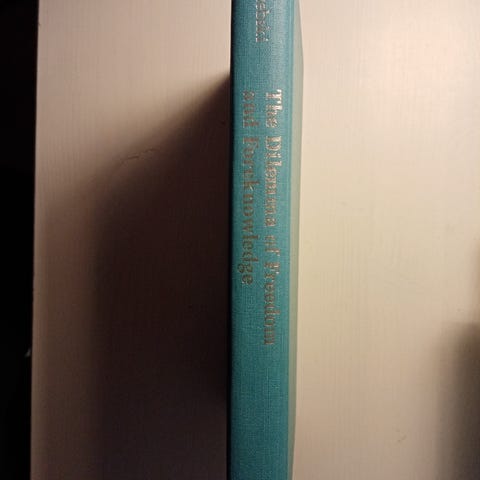 The Dilemma of Freedom
and Foreknowledge